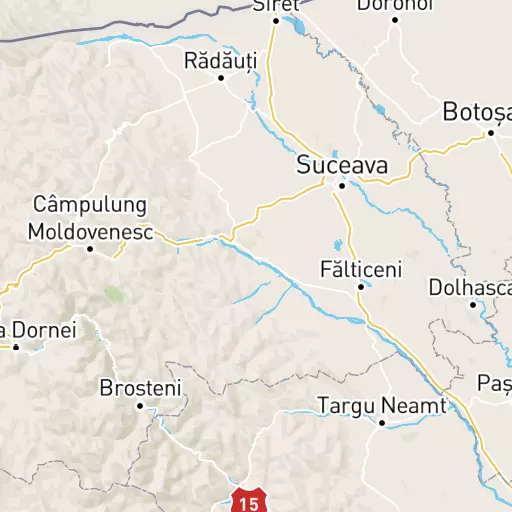 Siret
Dorohoi
Rădăuți
Botoșa
Suceava
Câmpulung
Moldovenesc
Fălticeni
Dolhasca
a Dornei
Brosteni
Paș
Targu Neamt
15